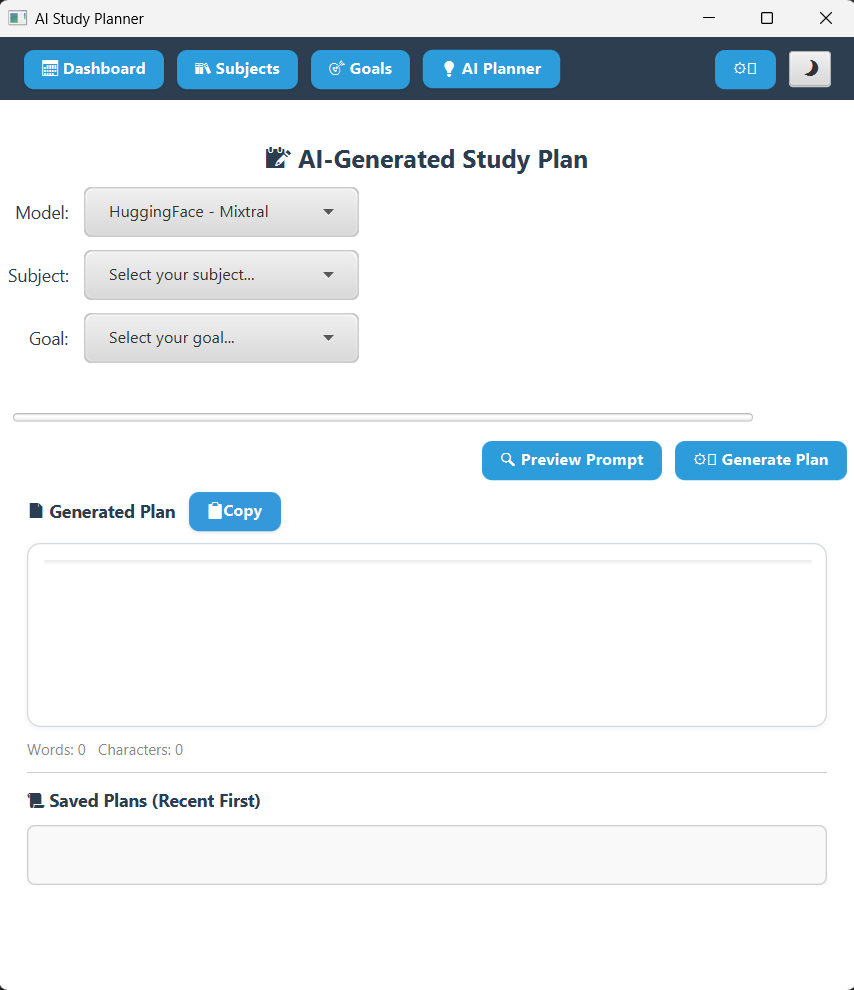 AI Study Planner
Dashboard Subjects Goals AI Planner
AI-Generated Study Plan
Model: HuggingFace - Mixtral
Subject: Select your subject...
Goal: Select your goal...
Preview Prompt Generate Plan
Generated Plan Copy
Words: 0 Characters: 0
Saved Plans (Recent First)